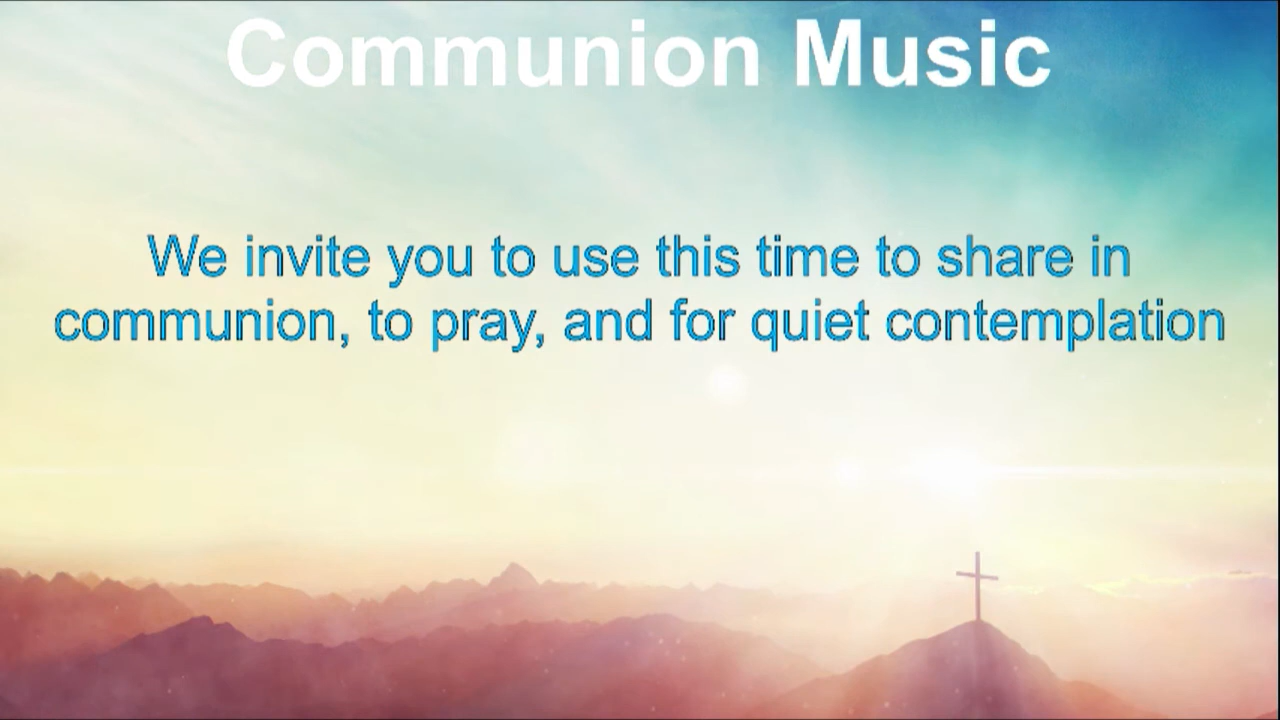 Communion Music
We invite you to use this time to share in
communion, to pray, and for quiet contemplation